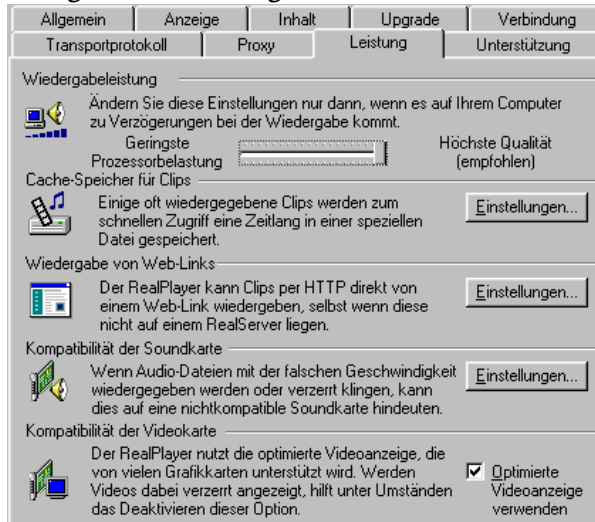 Allgemein Anzeige Inhalt Upgrade Verbindung
Transportprotokoll Proxy Leistung Unterstützung
Wiedergabeleistung
Ändern Sie diese Einstellungen nur dann, wenn es auf Ihrem Computer
zu Verzögerungen bei der Wiedergabe kommt.
Geringste
Prozessorbelastung
Höchste Qualität
(empfohlen)
Cache-Speicher für Clips
Einige oft wiedergegebene Clips werden zum
schnellen Zugriff eine Zeitlang in einer speziellen
Datei gespeichert.
Einstellungen...
Wiedergabe von Web-Links
Der RealPlayer kann Clips per HTTP direkt von
einem Web-Link wiedergeben, selbst wenn diese
nicht auf einem RealServer liegen.
Einstellungen...
Kompatibilität der Soundkarte
Wenn Audio-Dateien mit der falschen Geschwindigkeit
wiedergegeben werden oder verzerrt klingen, kann
dies auf eine nichtkompatible Soundkarte hindeuten.
Einstellungen...
Kompatibilität der Videokarte
Der RealPlayer nutzt die optimierte Videoanzeige, die
von vielen Grafikkarten unterstützt wird. Werden
Videos dabei verzerrt angezeigt, hilft unter Umständen
das Deaktivieren dieser Option.
Optimierte
Videoanzeige
verwenden